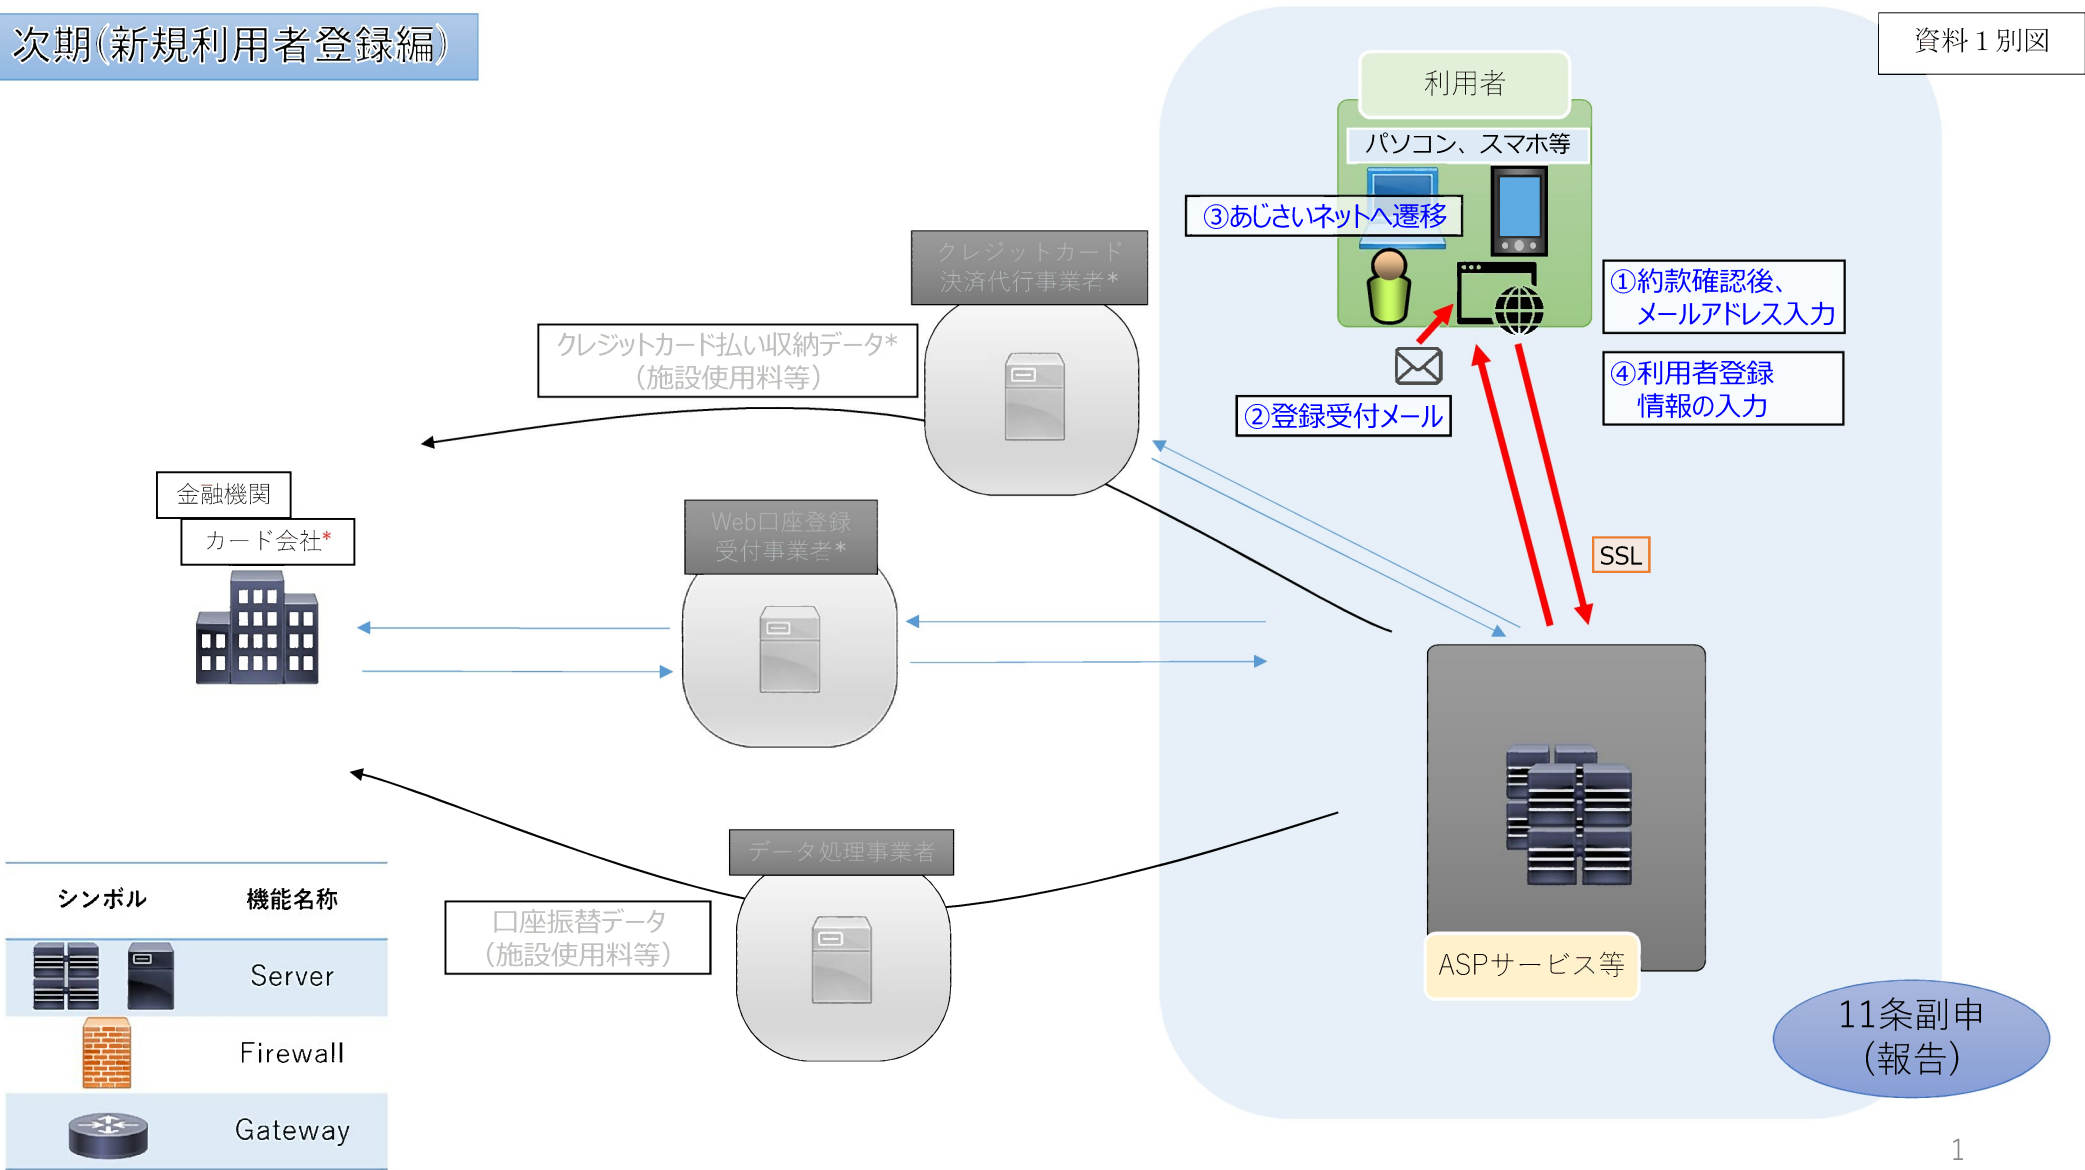 次期(新規利用者登録編)
資料１別図
利用者
パソコン、スマホ等
③あじさいネットへ遷移
①約款確認後、
メールアドレス入力
④利用者登録
情報の入力
②登録受付メール
SSL
クレジットカード
決済代行事業者*
クレジットカード払い収納データ*
（施設使用料等）
金融機関
カード会社*
Web口座登録
受付事業者*
データ処理事業者
口座振替データ
（施設使用料等）
ASPサービス等
11条副申
（報告）
シンボル 機能名称
Server
Firewall
Gateway
1